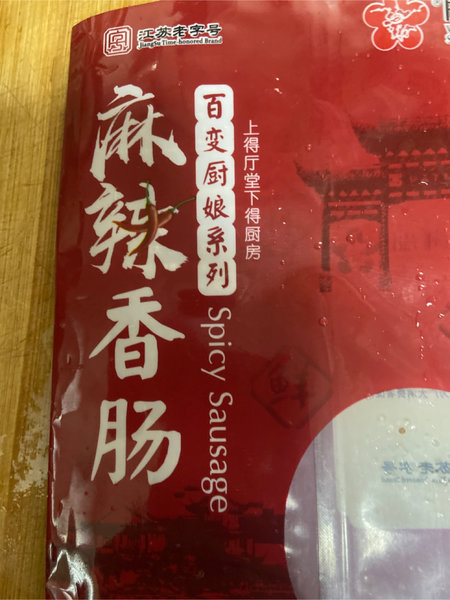 江苏老字号
JiangSu Time-honored Brand
麻辣香肠
百变厨娘系列
Spicy Sausage
上得厅堂下得厨房
鲜